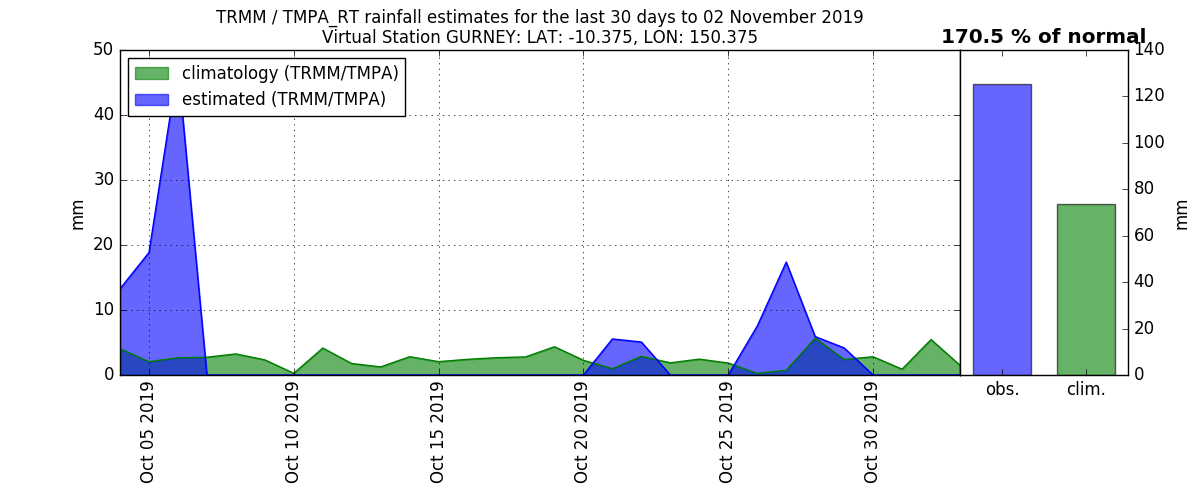 TRMM / TMPA_RT rainfall estimates for the last 30 days to 02 November 2019
Virtual Station GURNEY: LAT: -10.375, LON: 150.375
170.5 % of normal
climatology (TRMM/TMPA)
estimated (TRMM/TMPA)
50
40
30
20
10
0
mm
Oct 05 2019
Oct 10 2019
Oct 15 2019
Oct 20 2019
Oct 25 2019
Oct 30 2019
140
120
100
80
60
40
20
0
mm
obs.
clim.